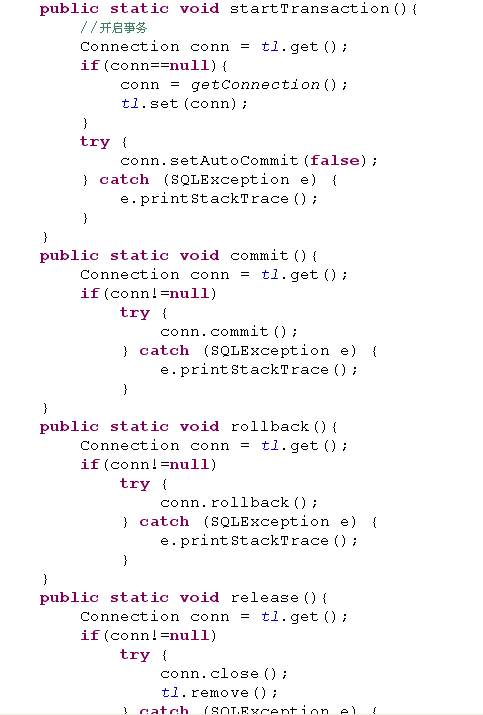 public static void startTransaction(){
//开启事务
Connection conn = tl.get();
if(conn==null){
conn = getConnection();
tl.set(conn);
}
try {
conn.setAutoCommit(false);
} catch (SQLException e) {
e.printStackTrace();
}
}
public static void commit(){
Connection conn = tl.get();
if(conn!=null)
try {
conn.commit();
} catch (SQLException e) {
e.printStackTrace();
}
}
public static void rollback(){
Connection conn = tl.get();
if(conn!=null)
try {
conn.rollback();
} catch (SQLException e) {
e.printStackTrace();
}
}
public static void release(){
Connection conn = tl.get();
if(conn!=null)
try {
conn.close();
tl.remove();
} catch (SQLException e) {